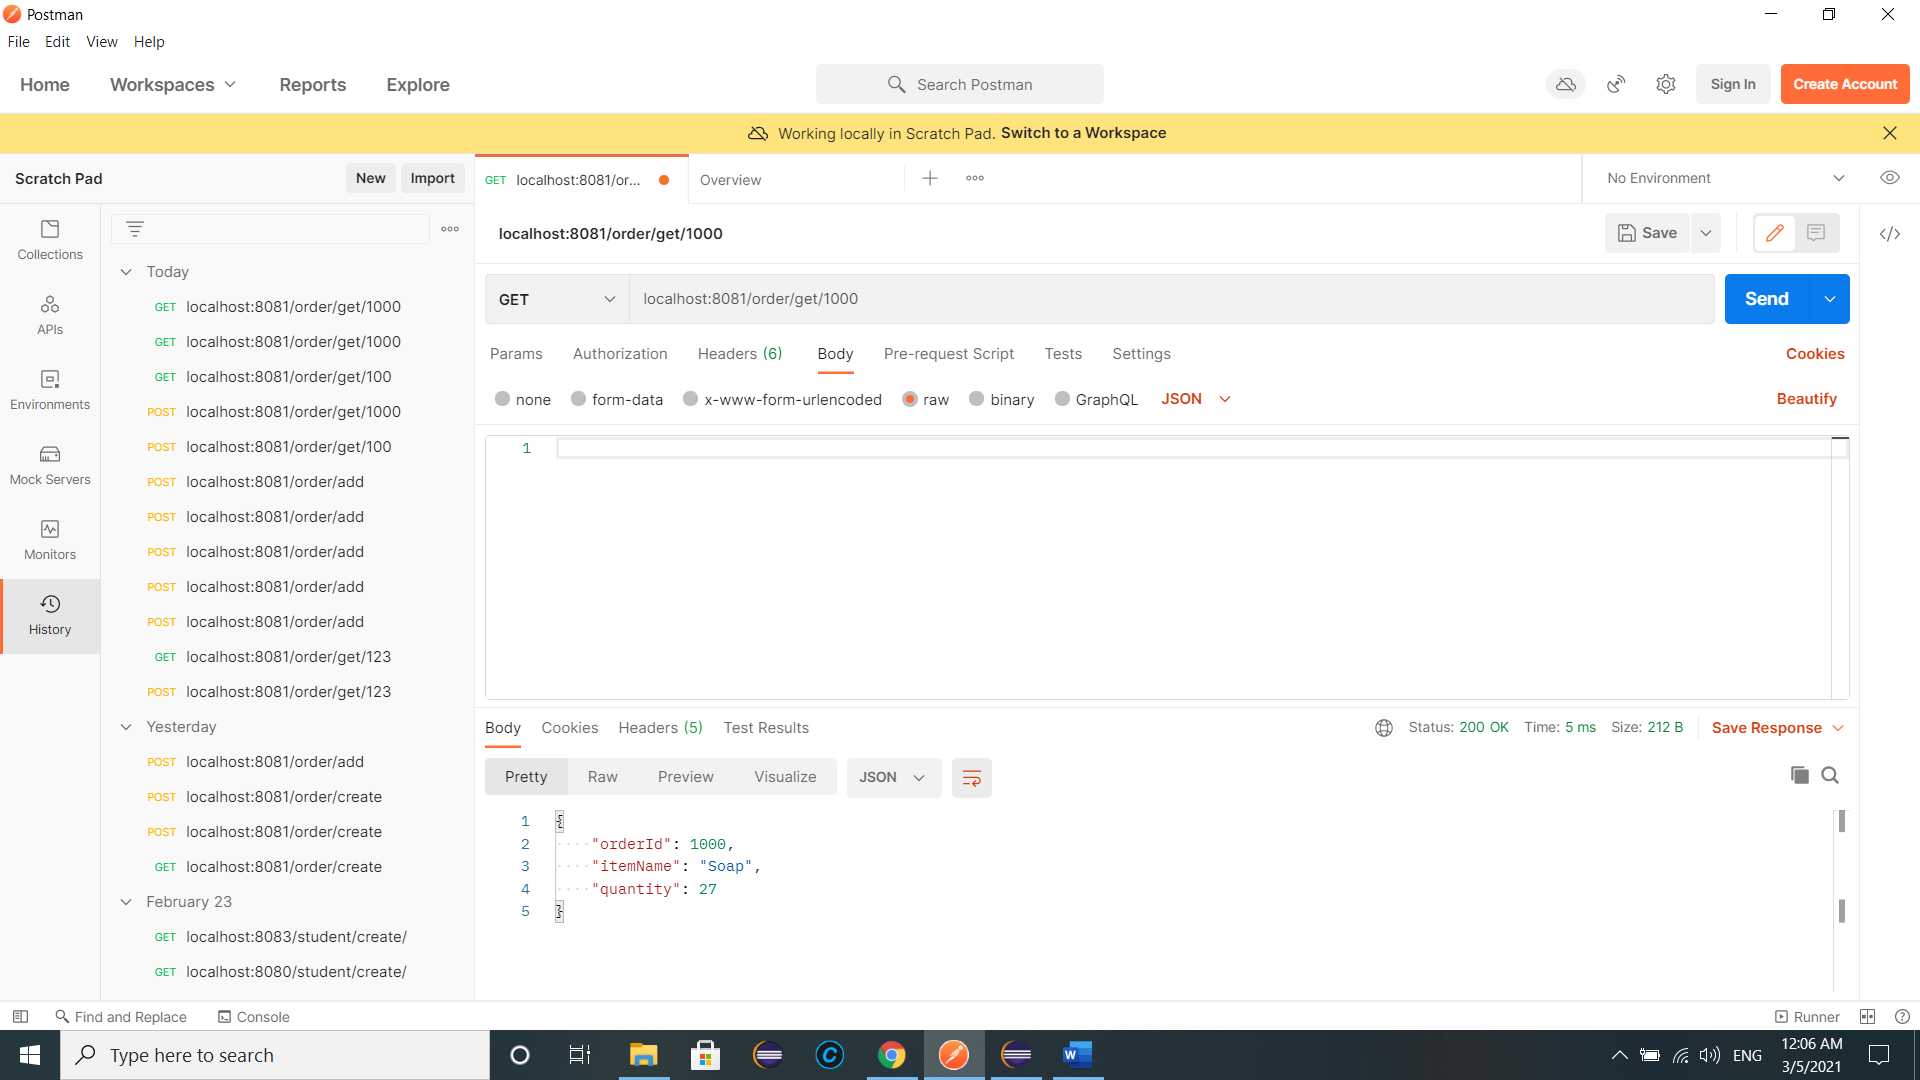 Postman
File Edit View Help
Home Workspaces Reports Explore Search Postman Sign In Create Account
Working locally in Scratch Pad. Switch to a Workspace
Scratch Pad New Import GET localhost:8081/or... Overview No Environment
Collections
APIs
Environments
Mock Servers
Monitors
History
Today
GET localhost:8081/order/get/1000
GET localhost:8081/order/get/1000
GET localhost:8081/order/get/100
POST localhost:8081/order/get/1000
POST localhost:8081/order/get/100
POST localhost:8081/order/add
POST localhost:8081/order/add
POST localhost:8081/order/add
POST localhost:8081/order/add
POST localhost:8081/order/add
GET localhost:8081/order/get/123
POST localhost:8081/order/get/123
Yesterday
POST localhost:8081/order/add
POST localhost:8081/order/create
POST localhost:8081/order/create
GET localhost:8081/order/create
February 23
GET localhost:8083/student/create/
GET localhost:8080/student/create/
localhost:8081/order/get/1000 Save
GET localhost:8081/order/get/1000 Send
Params Authorization Headers (6) Body Pre-request Script Tests Settings Cookies
none form-data x-www-form-urlencoded raw binary GraphQL JSON Beautify
1
Body Cookies Headers (5) Test Results Status: 200 OK Time: 5 ms Size: 212 B Save Response
Pretty Raw Preview Visualize JSON
1 {
2 "orderId": 1000,
3 "itemName": "Soap",
4 "quantity": 27
5 }
Find and Replace Console Runner
Type here to search ENG 12:06 AM
3/5/2021